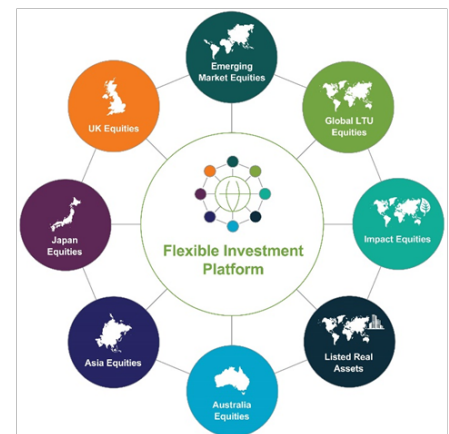 Emerging
Market Equities
Global LTU
Equities
Impact Equities
Listed Real
Assets
Australia
Equities
Asia Equities
Japan
Equities
UK Equities
Flexible Investment
Platform